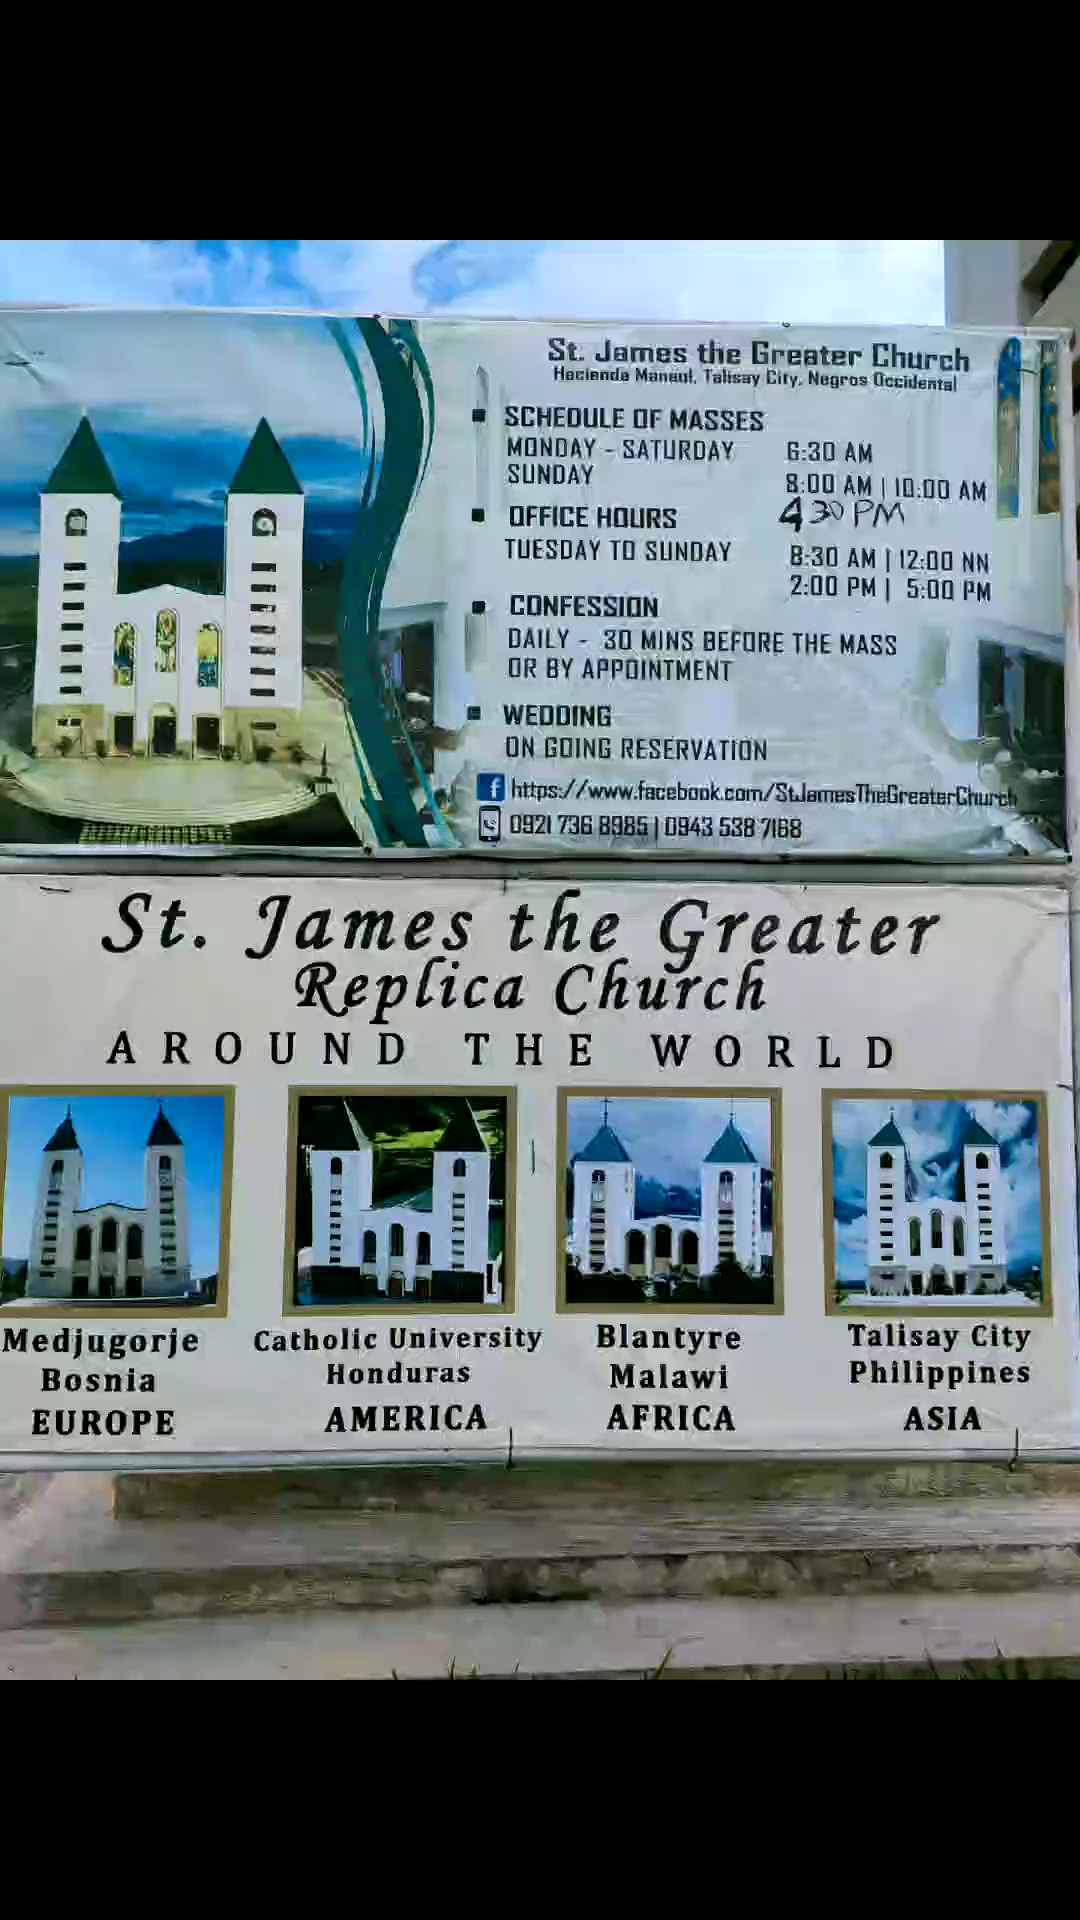 St. James the Greater Church
Hacienda Manaul, Talisay City, Negros Occidental
SCHEDULE OF MASSES
MONDAY - SATURDAY 6:30 AM
SUNDAY 8:00 AM | 10:00 AM
4 30 PM
OFFICE HOURS
TUESDAY TO SUNDAY 8:30 AM | 12:00 NN
2:00 PM | 5:00 PM
CONFESSION
DAILY - 30 MINS BEFORE THE MASS
OR BY APPOINTMENT
WEDDING
ON GOING RESERVATION
https://www.facebook.com/StJamesTheGreaterChurch
0921 736 8985 | 0943 538 7168
St. James the Greater
Replica Church
AROUND THE WORLD
Medjugorje
Bosnia
EUROPE
Catholic University
Honduras
AMERICA
Blantyre
Malawi
AFRICA
Talisay City
Philippines
ASIA